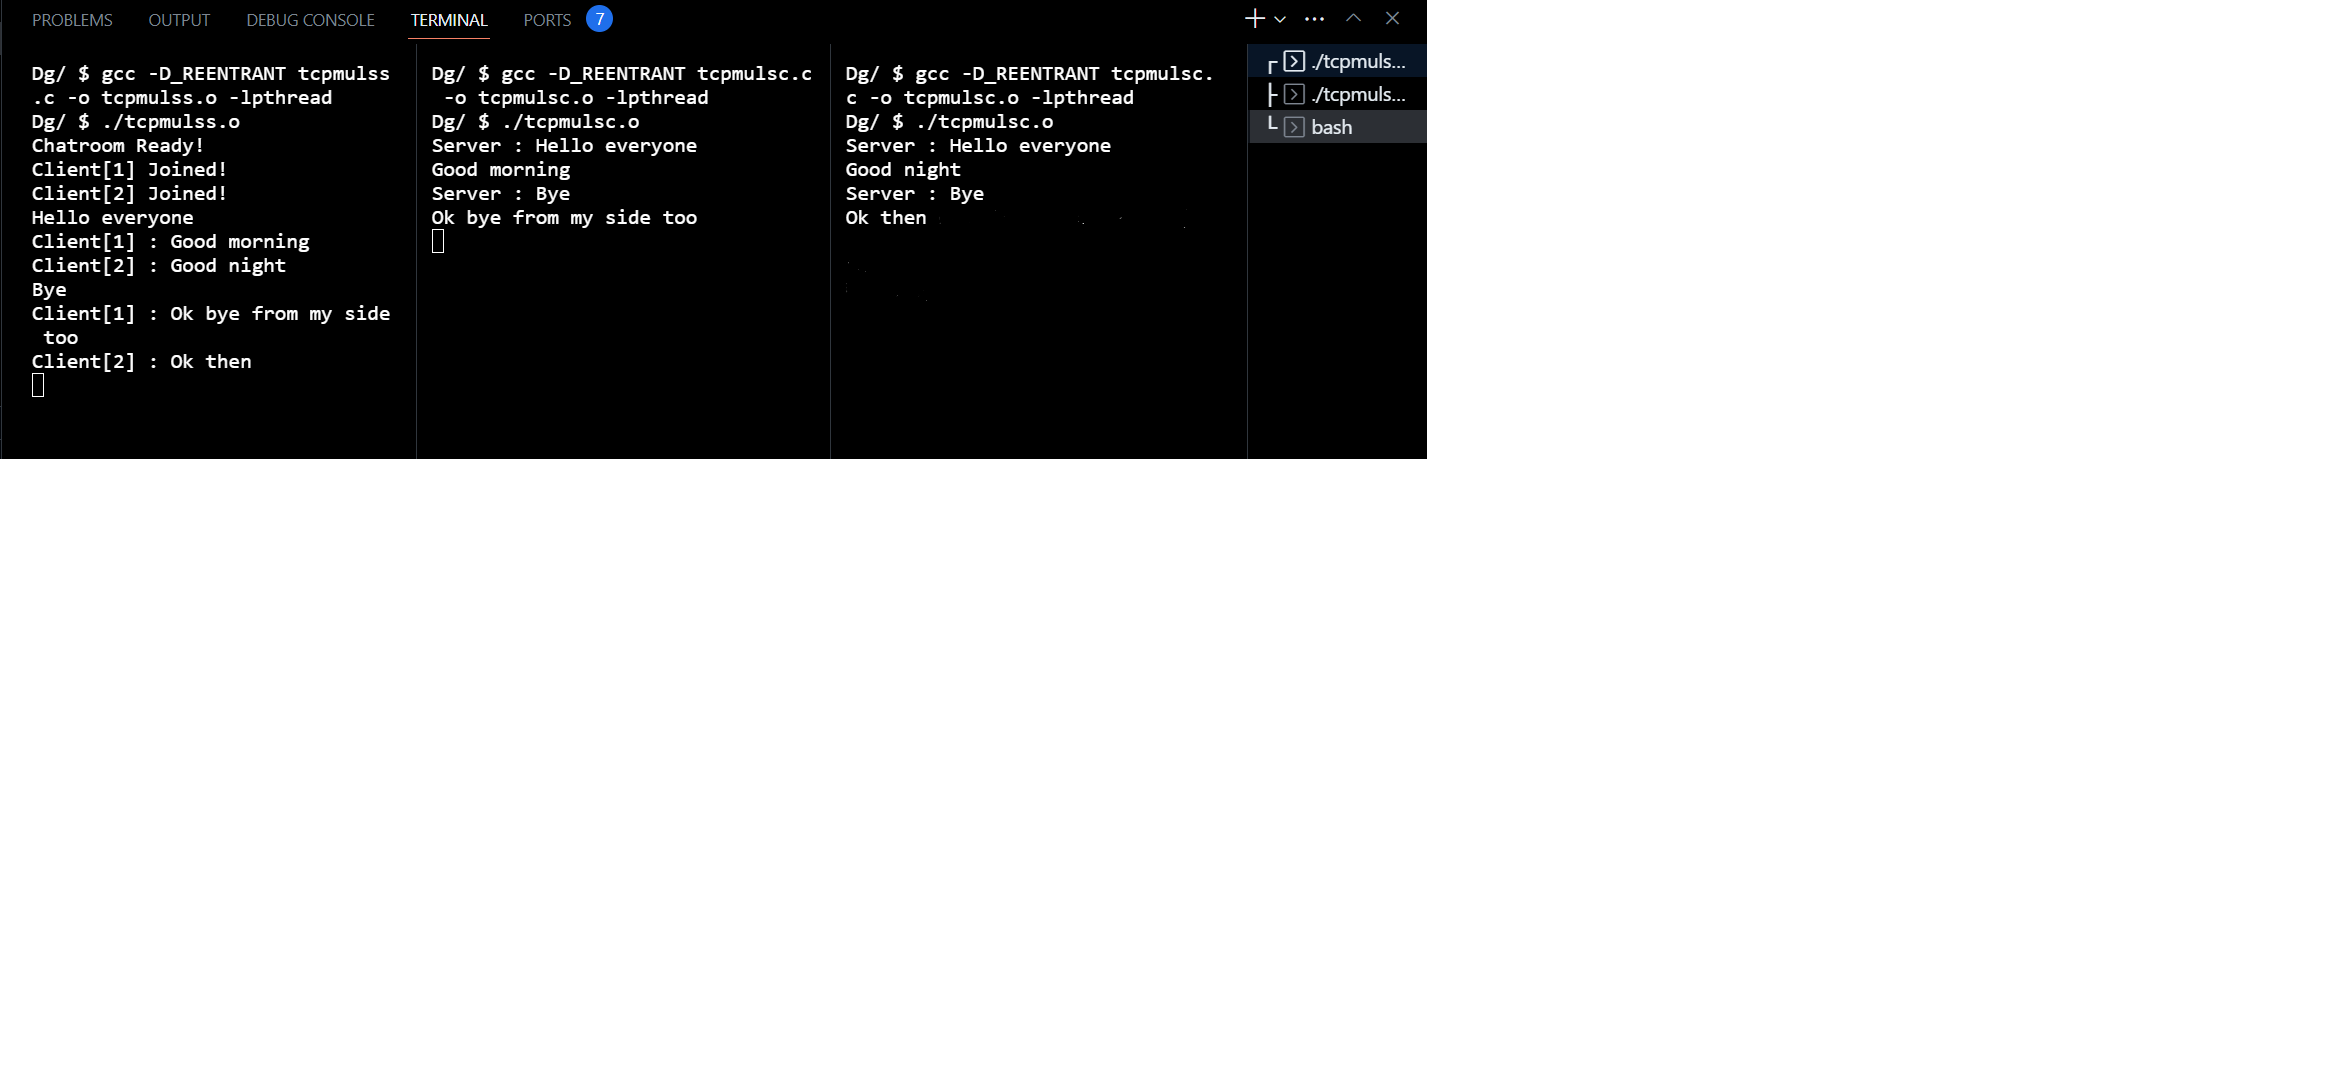 PROBLEMS OUTPUT DEBUG CONSOLE TERMINAL PORTS 7
Dg/ $ gcc -D_REENTRANT tcpmulss
.c -o tcpmulss.o -lpthread
Dg/ $ ./tcpmulss.o
Chatroom Ready!
Client[1] Joined!
Client[2] Joined!
Hello everyone
Client[1] : Good morning
Client[2] : Good night
Bye
Client[1] : Ok bye from my side
too
Client[2] : Ok then
Dg/ $ gcc -D_REENTRANT tcpmulsc.c
-o tcpmulsc.o -lpthread
Dg/ $ ./tcpmulsc.o
Server : Hello everyone
Good morning
Server : Bye
Ok bye from my side too
Dg/ $ gcc -D_REENTRANT tcpmulsc.
c -o tcpmulsc.o -lpthread
Dg/ $ ./tcpmulsc.o
Server : Hello everyone
Good night
Server : Bye
Ok then
./tcpmuls...
./tcpmuls...
bash